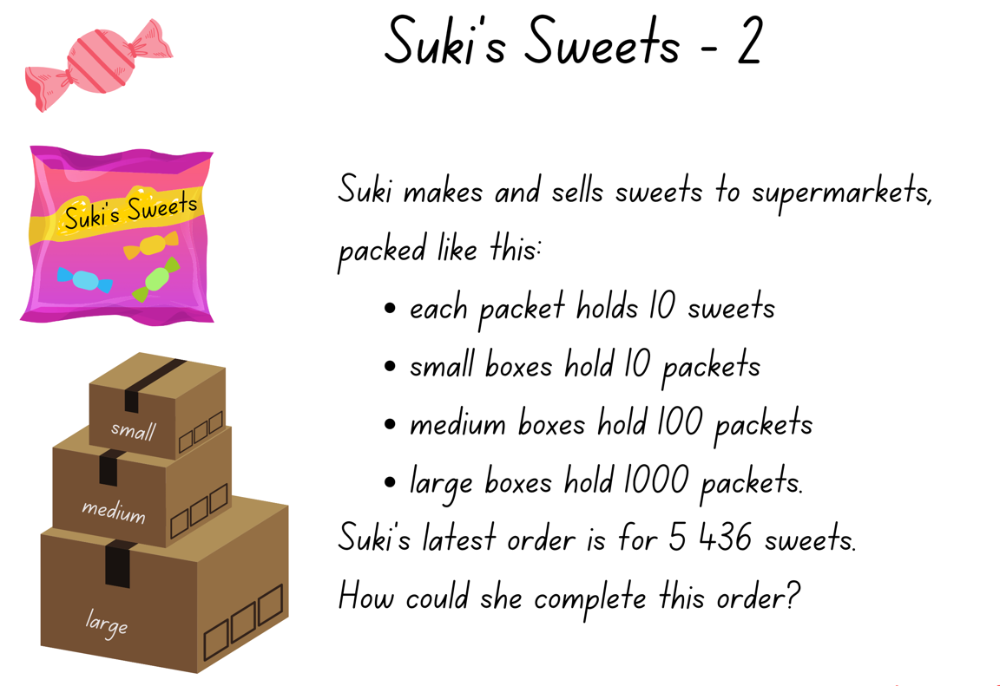 Suki's Sweets - 2
Suki's Sweets
small
medium
large
Suki makes and sells sweets to supermarkets,
packed like this:
• each packet holds 10 sweets
• small boxes hold 10 packets
• medium boxes hold 100 packets
• large boxes hold 1000 packets.
Suki's latest order is for 5 436 sweets.
How could she complete this order?